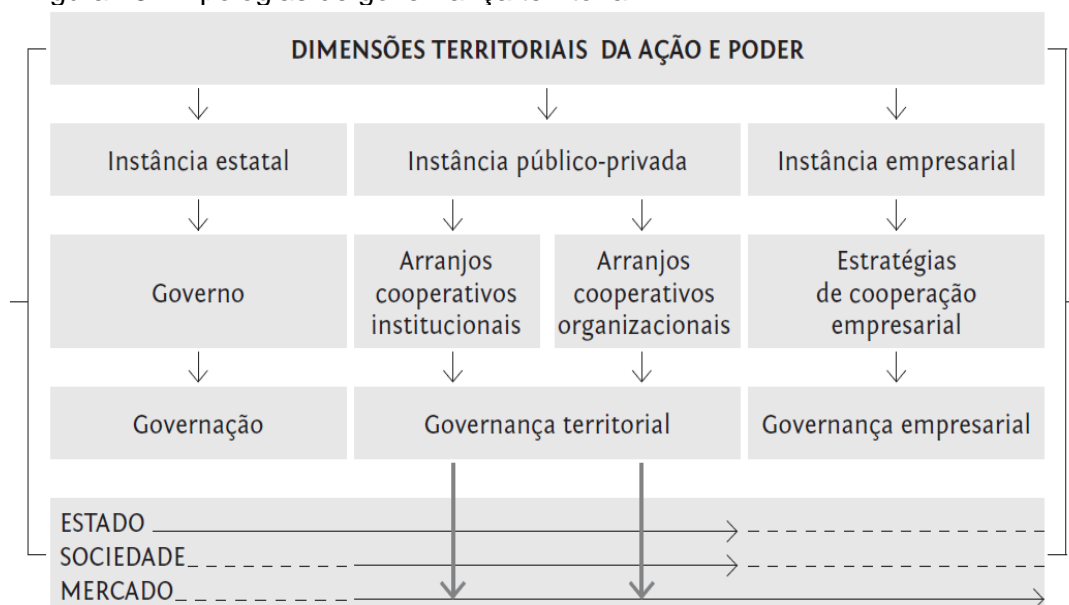 DIMENSÕES TERRITORIAIS DA AÇÃO E PODER
Instância estatal
Instância público-privada
Instância empresarial
Governo
Arranjos
cooperativos
institucionais
Arranjos
cooperativos
organizacionais
Estratégias
de cooperação
empresarial
Governação
Governança territorial
Governança empresarial
ESTADO
SOCIEDADE
MERCADO